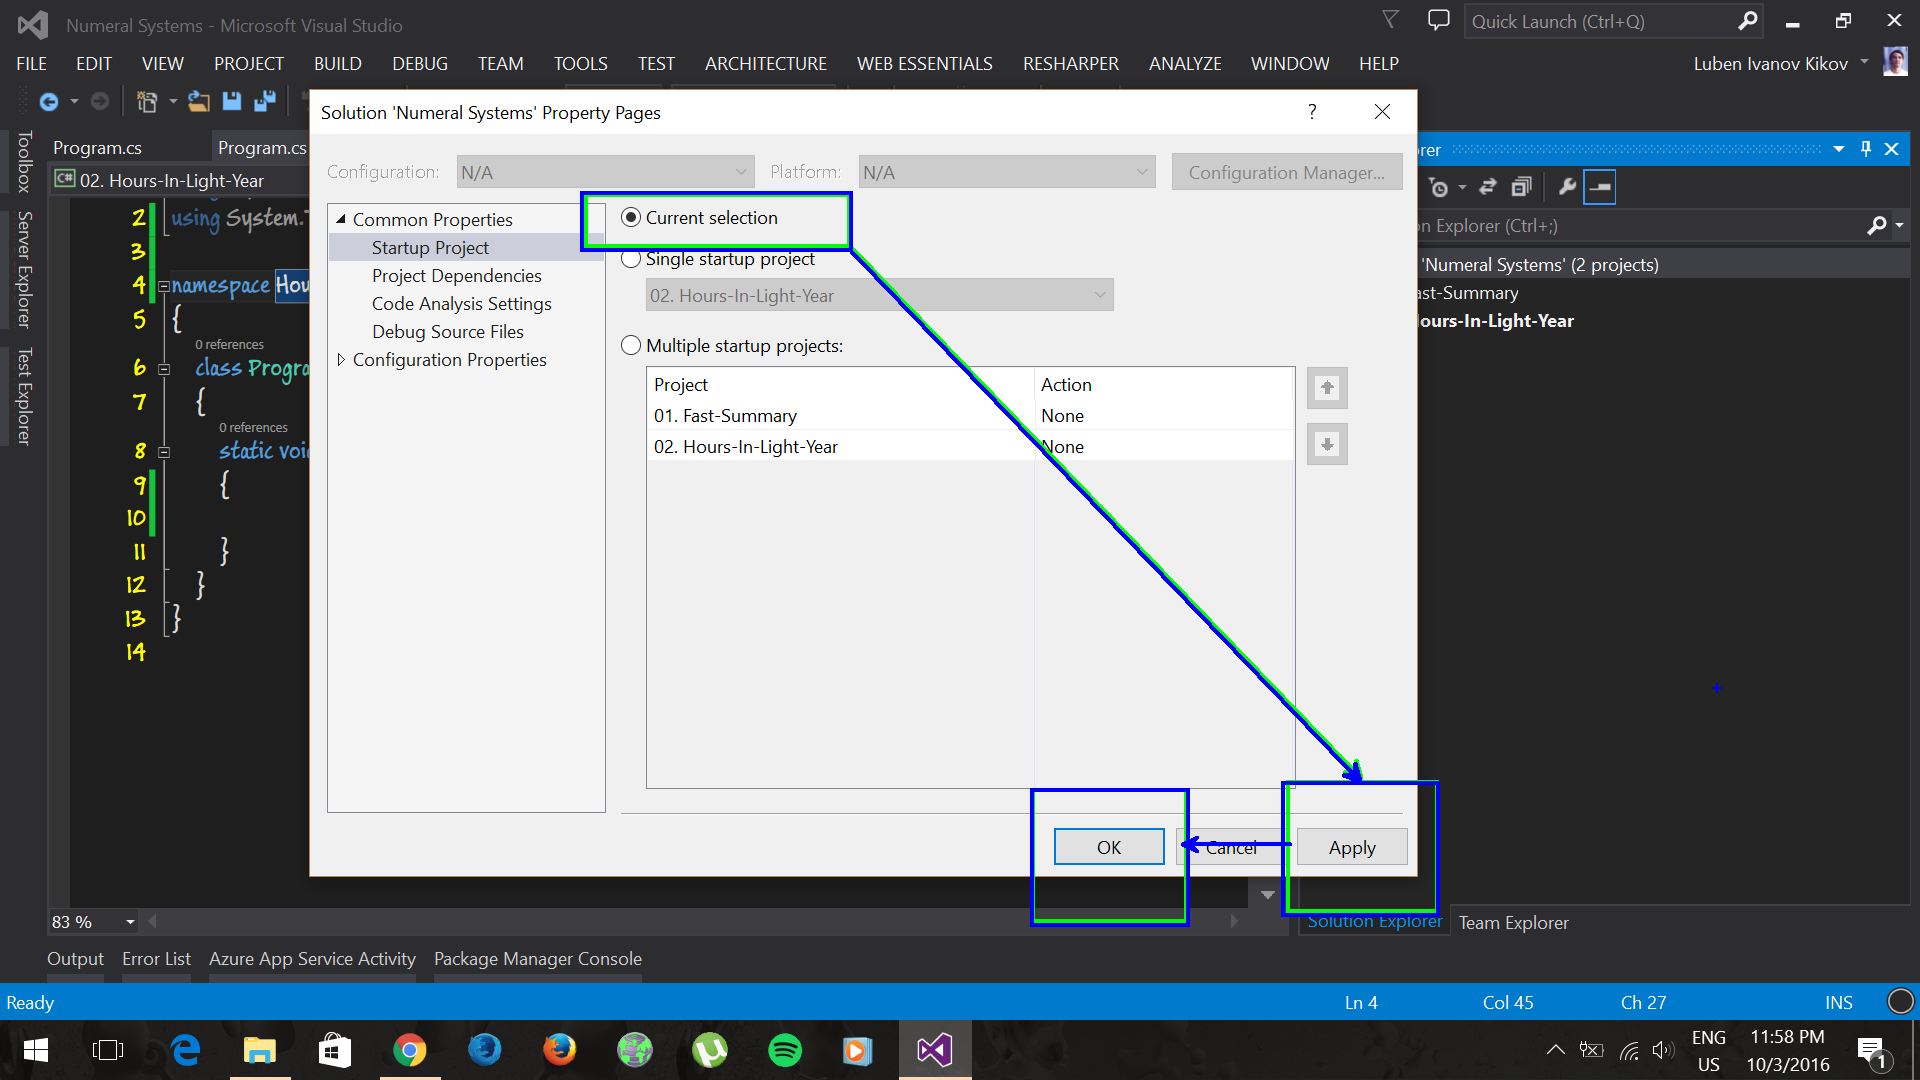 Numeral Systems - Microsoft Visual Studio
Quick Launch (Ctrl+Q)
FILE EDIT VIEW PROJECT BUILD DEBUG TEAM TOOLS TEST ARCHITECTURE WEB ESSENTIALS RESHARPER ANALYZE WINDOW HELP
Luben Ivanov Kikov
Toolbox
Server Explorer
Test Explorer
Program.cs
Program.cs
C# 02. Hours-In-Light-Year
2 using System.T
3
4 namespace Hou
5 {
0 references
6 class Progra
7 {
0 references
8 static void
9 {
10
11 }
12 }
13 }
14
83 %
Solution 'Numeral Systems' Property Pages
?
Configuration: N/A
Platform: N/A
Configuration Manager...
Common Properties
Startup Project
Project Dependencies
Code Analysis Settings
Debug Source Files
Configuration Properties
Current selection
Single startup project
02. Hours-In-Light-Year
Multiple startup projects:
Project Action
01. Fast-Summary None
02. Hours-In-Light-Year None
OK Cancel Apply
rer
n Explorer (Ctrl+;)
'Numeral Systems' (2 projects)
ast-Summary
Hours-In-Light-Year
Solution Explorer Team Explorer
Output Error List Azure App Service Activity Package Manager Console
Ready Ln 4 Col 45 Ch 27 INS
ENG
US
11:58 PM
10/3/2016
1